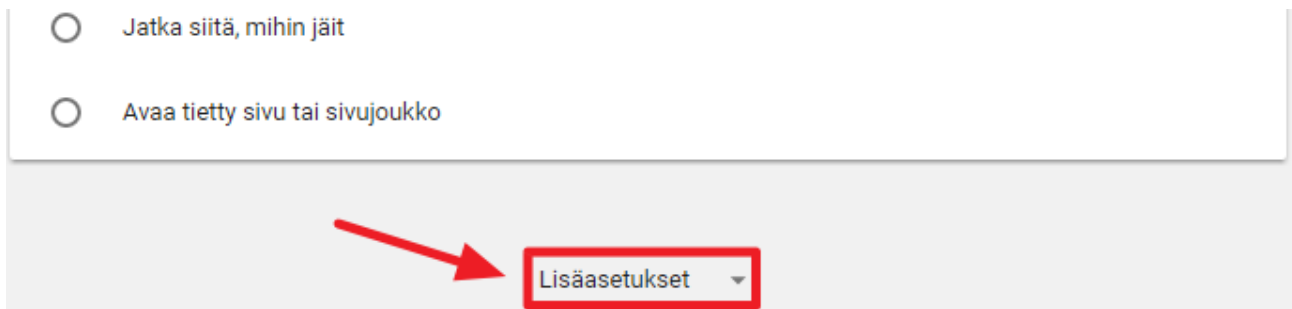 Jatka siitä, mihin jäit
Avaa tietty sivu tai sivujoukko
Lisäasetukset